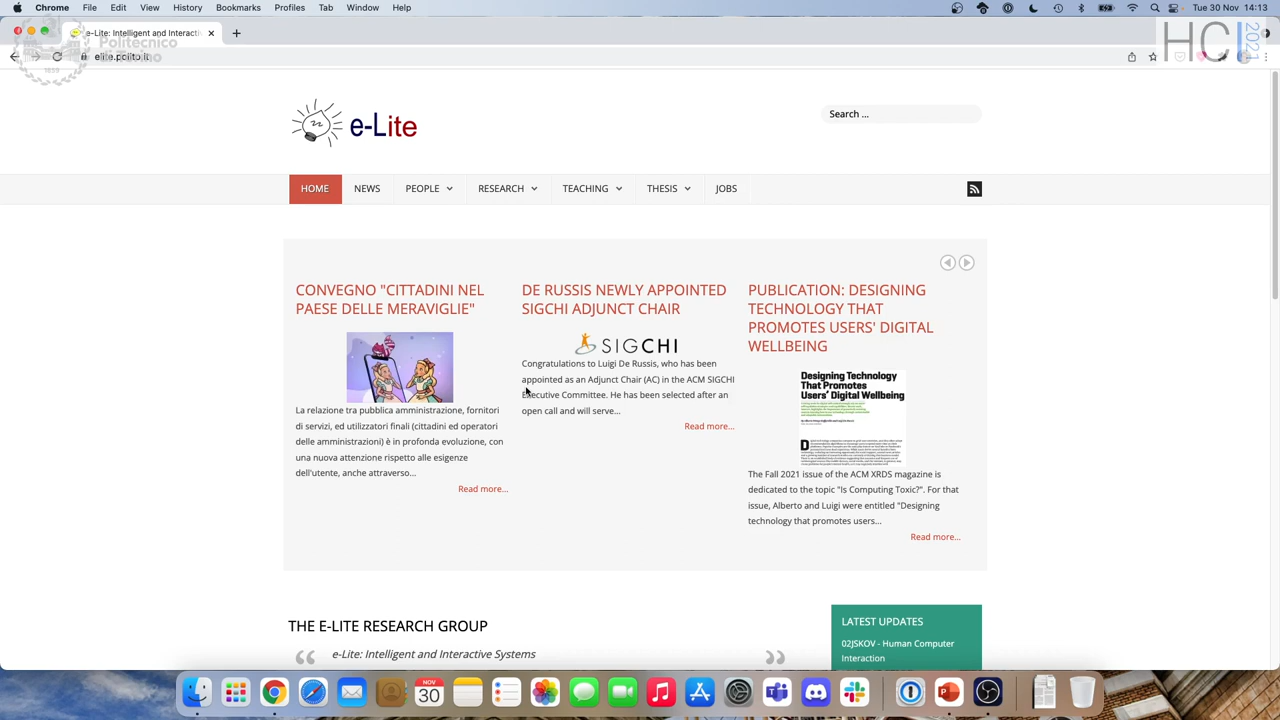 Chrome File Edit View History Bookmarks Profiles Tab Window Help
Tue 30 Nov 14:13
e-Lite: Intelligent and Interacti
Politecnico
di Torino
1859
elite.polito.it
HCI
2021
e-Lite
Search ...
HOME NEWS PEOPLE RESEARCH TEACHING THESIS JOBS
CONVEGNO "CITTADINI NEL
PAESE DELLE MERAVIGLIE"
La relazione tra pubblica amministrazione, fornitori
di servizi, ed utilizzatori finali (cittadini ed operatori
delle amministrazioni) è in profonda evoluzione, con
una nuova attenzione rispetto alle esigenze
dell'utente, anche attraverso...
Read more...
DE RUSSIS NEWLY APPOINTED
SIGCHI ADJUNCT CHAIR
SIGCHI
Congratulations to Luigi De Russis, who has been
appointed as an Adjunct Chair (AC) in the ACM SIGCHI
Executive Committee. He has been selected after an
open call and will serve...
Read more...
PUBLICATION: DESIGNING
TECHNOLOGY THAT
PROMOTES USERS' DIGITAL
WELLBEING
Designing Technology
That Promotes
Users' Digital Wellbeing
The Fall 2021 issue of the ACM XRDS magazine is
dedicated to the topic "Is Computing Toxic?". For that
issue, Alberto and Luigi were entitled "Designing
technology that promotes users...
Read more...
THE E-LITE RESEARCH GROUP
e-Lite: Intelligent and Interactive Systems
LATEST UPDATES
02JSKOV - Human Computer
Interaction
NOV
30